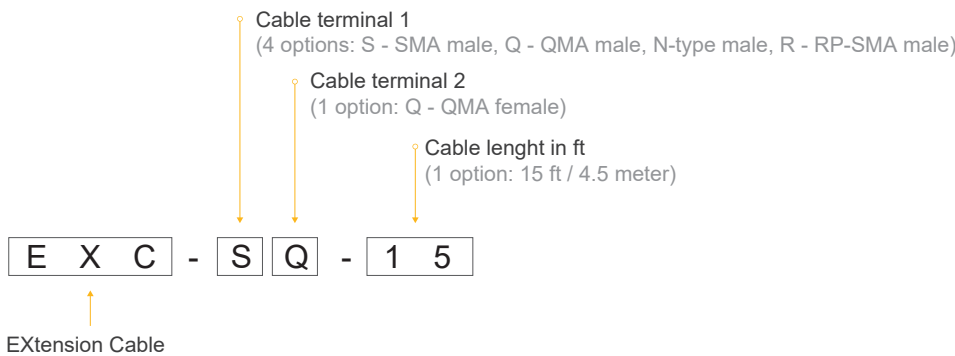 Cable terminal 1
(4 options: S - SMA male, Q - QMA male, N-type male, R - RP-SMA male)
Cable terminal 2
(1 option: Q - QMA female)
Cable lenght in ft
(1 option: 15 ft / 4.5 meter)
E X C - S Q - 1 5
EXtension Cable